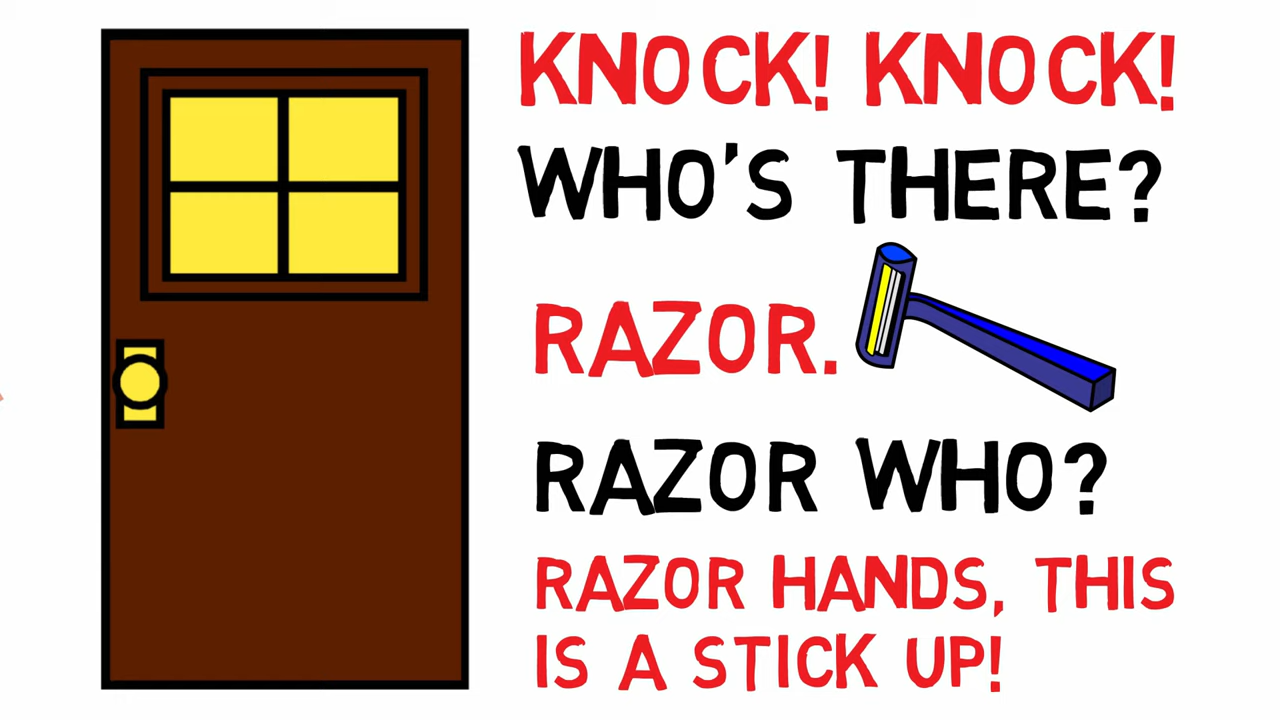 KNOCK! KNOCK!
WHO'S THERE?
RAZOR.
RAZOR WHO?
RAZOR HANDS, THIS
IS A STICK UP!